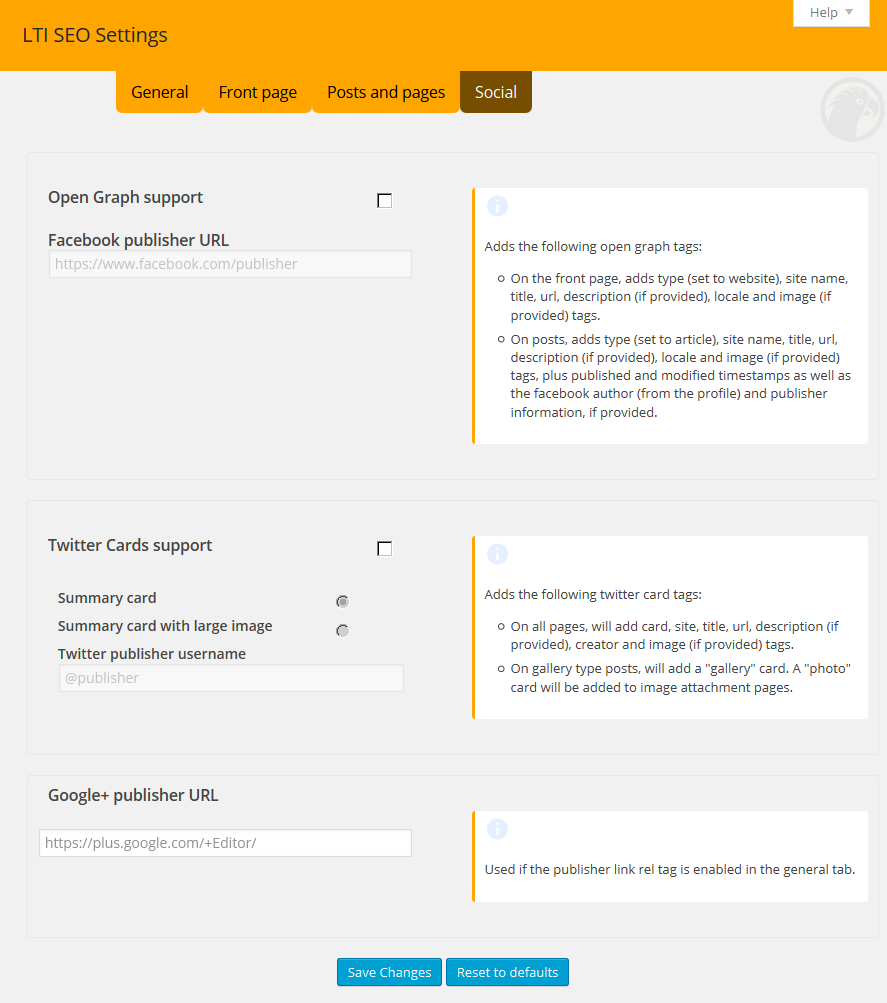 Help
LTI SEO Settings
General
Front page
Posts and pages
Social
Open Graph support
Facebook publisher URL
https://www.facebook.com/publisher
Adds the following open graph tags:
On the front page, adds type (set to website), site name,
title, url, description (if provided), locale and image (if
provided) tags.
On posts, adds type (set to article), site name, title, url,
description (if provided), locale and image (if provided)
tags, plus published and modified timestamps as well as
the facebook author (from the profile) and publisher
information, if provided.
Twitter Cards support
Summary card
Summary card with large image
Twitter publisher username
@publisher
Adds the following twitter card tags:
On all pages, will add card, site, title, url, description (if
provided), creator and image (if provided) tags.
On gallery type posts, will add a "gallery" card. A "photo"
card will be added to image attachment pages.
Google+ publisher URL
https://plus.google.com/+Editor/
Used if the publisher link rel tag is enabled in the general tab.
Save Changes
Reset to defaults